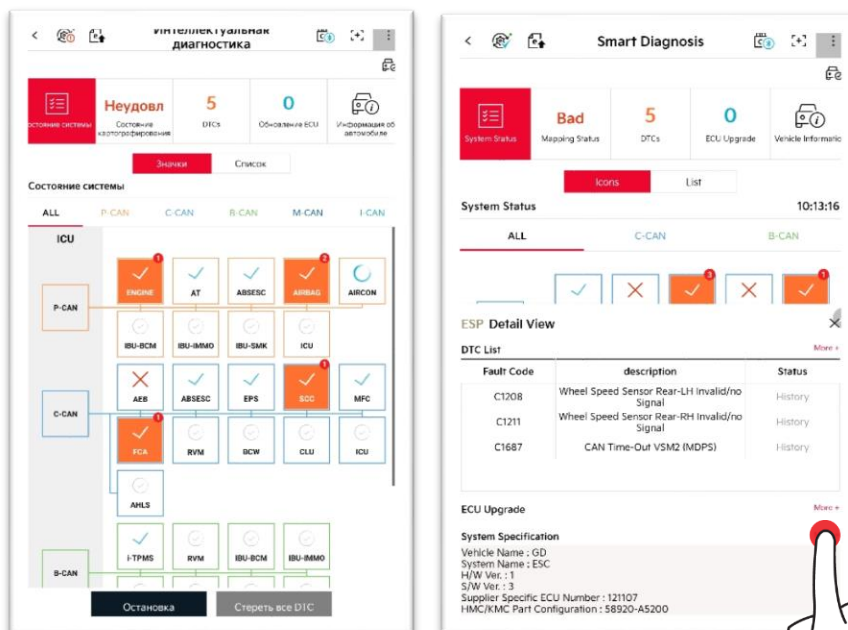 Интеллектуальная
диагностика
Неудовл
5
0
Состояние системы
Состояние
картографирования
DTCs
Обновление ECU
Информация об
автомобиле
Значки
Список
Состояние системы
ALL
P-CAN
C-CAN
B-CAN
M-CAN
I-CAN
ICU
P-CAN
1
ENGINE
AT
ABSESC
2
AIRBAG
AIRCON
IBU-BCM
IBU-IMMO
IBU-SMK
ICU
C-CAN
AEB
ABSESC
EPS
1
SCC
MFC
1
FCA
RVM
BCW
CLU
ICU
AHLS
B-CAN
i-TPMS
RVM
IBU-BCM
IBU-IMMO
Остановка
Стереть все DTC
Smart Diagnosis
Bad
5
0
System Status
Mapping Status
DTCs
ECU Upgrade
Vehicle Informatio
Icons
List
System Status
10:13:16
ALL
C-CAN
B-CAN
3
1
ESP Detail View
DTC List
More +
Fault Code
description
Status
C1208
Wheel Speed Sensor Rear-LH Invalid/no
Signal
History
C1211
Wheel Speed Sensor Rear-RH Invalid/no
Signal
History
C1687
CAN Time-Out VSM2 (MDPS)
History
ECU Upgrade
More +
System Specification
Vehicle Name : GD
System Name : ESC
H/W Ver. : 1
S/W Ver. : 3
Supplier Specific ECU Number : 121107
HMC/KMC Part Configuration : 58920-A5200